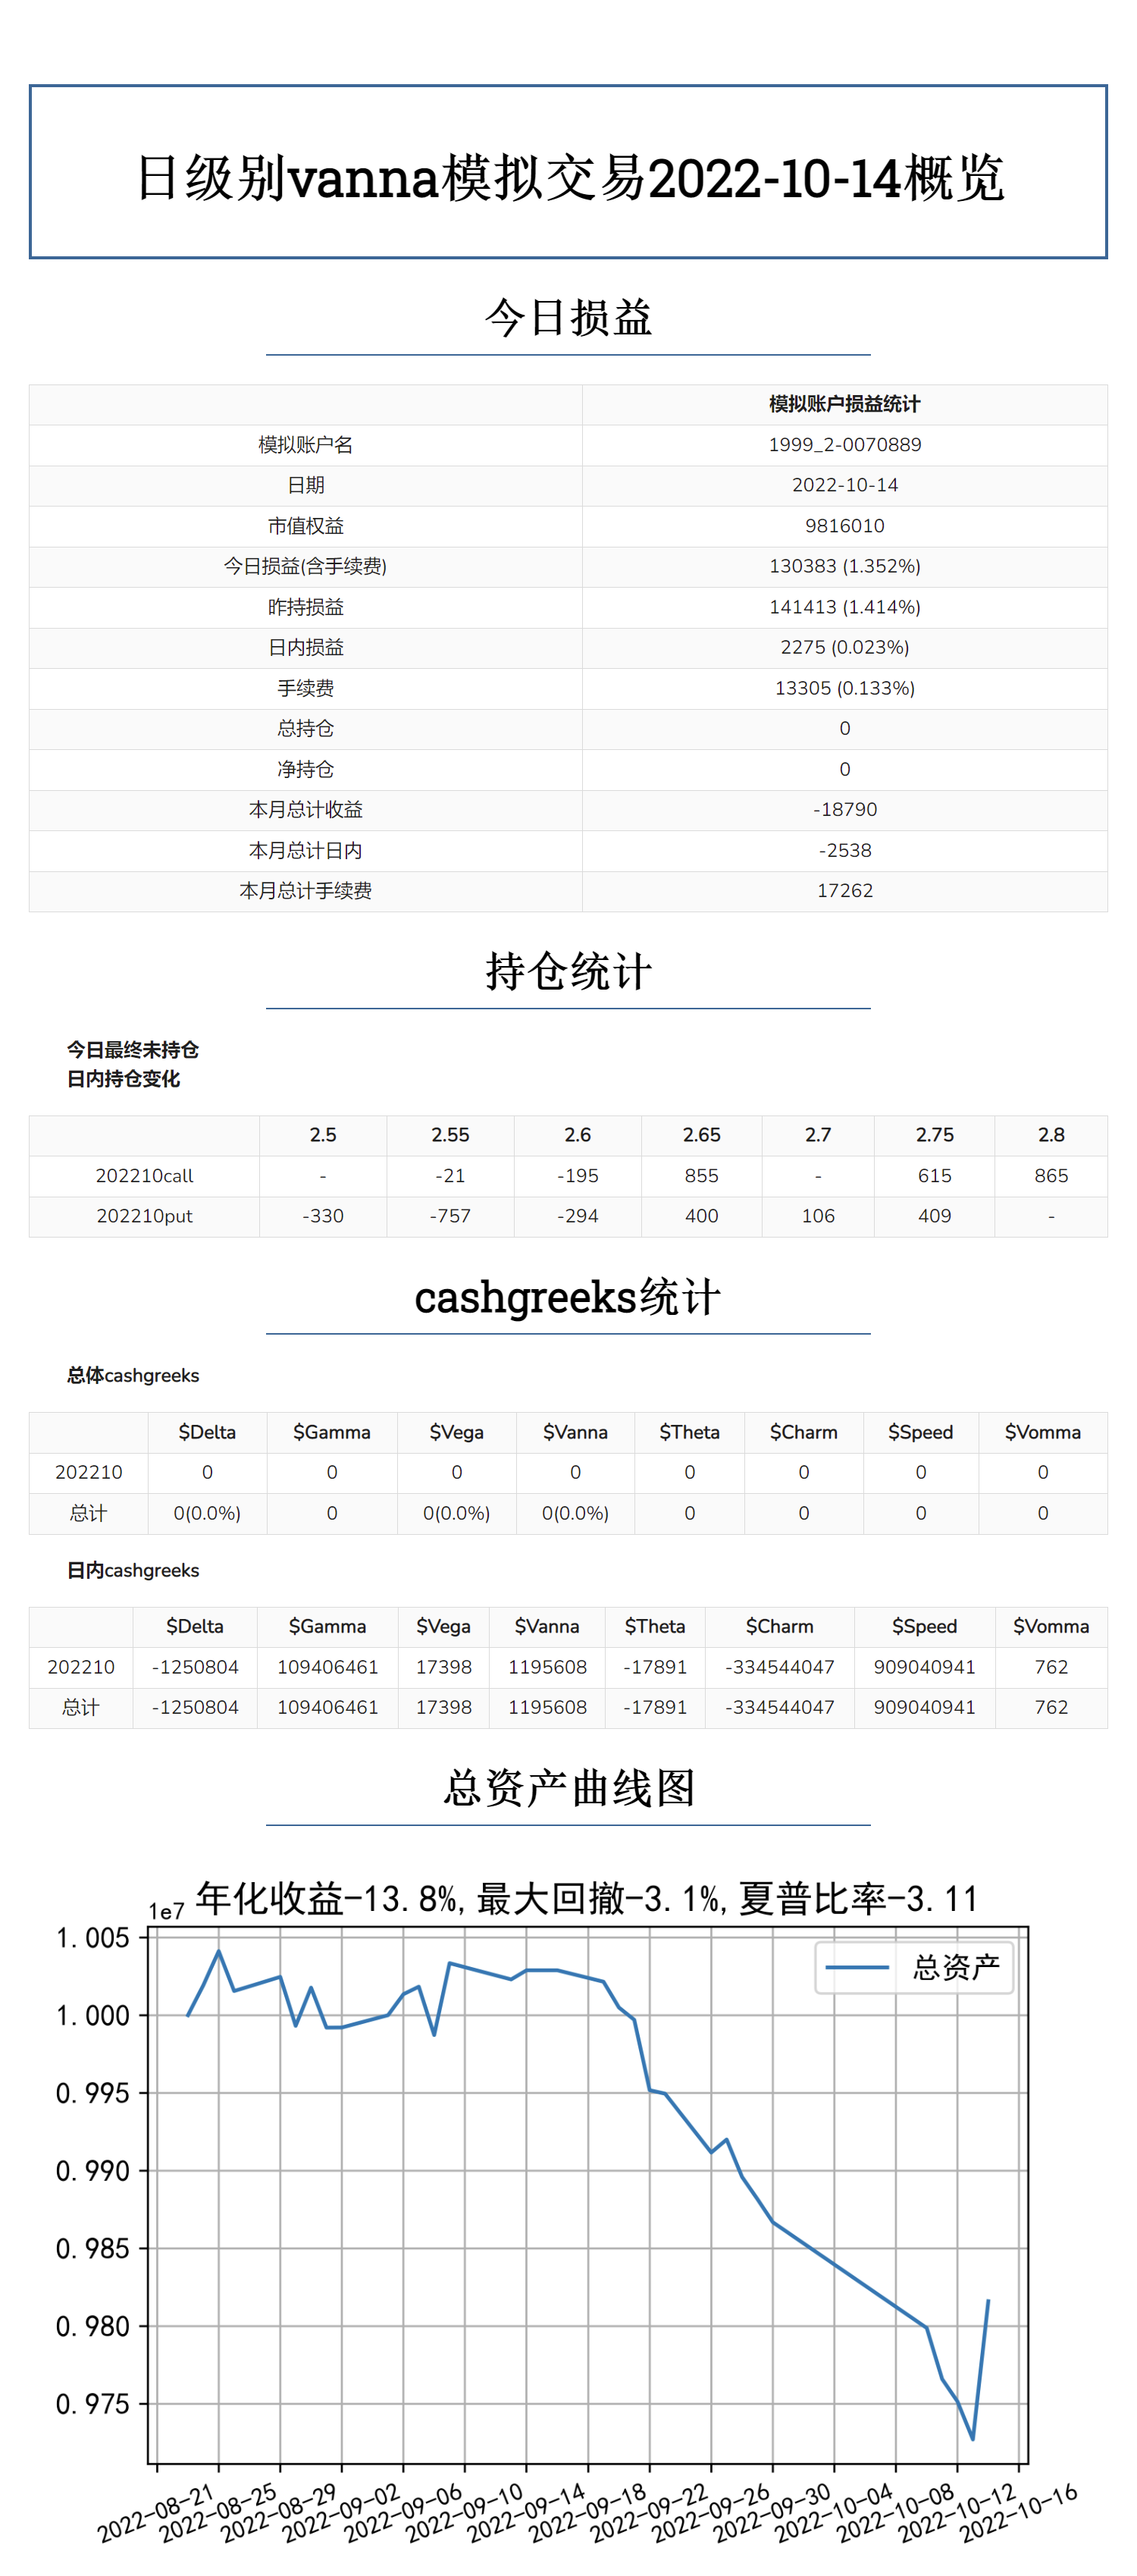 日级别vanna模拟交易2022-10-14概览
今日损益
模拟账户损益统计
模拟账户名 1999_2-0070889
日期 2022-10-14
市值权益 9816010
今日损益(含手续费) 130383 (1.352%)
昨持损益 141413 (1.414%)
日内损益 2275 (0.023%)
手续费 13305 (0.133%)
总持仓 0
净持仓 0
本月总计收益 -18790
本月总计日内 -2538
本月总计手续费 17262
持仓统计
今日最终未持仓
日内持仓变化
2.5 2.55 2.6 2.65 2.7 2.75 2.8
202210call - -21 -195 855 - 615 865
202210put -330 -757 -294 400 106 409 -
cashgreeks统计
总体cashgreeks
$Delta $Gamma $Vega $Vanna $Theta $Charm $Speed $Vomma
202210 0 0 0 0 0 0 0 0
总计 0(0.0%) 0 0(0.0%) 0(0.0%) 0 0 0 0
日内cashgreeks
$Delta $Gamma $Vega $Vanna $Theta $Charm $Speed $Vomma
202210 -1250804 109406461 17398 1195608 -17891 -334544047 909040941 762
总计 -1250804 109406461 17398 1195608 -17891 -334544047 909040941 762
总资产曲线图
1e7 年化收益-13.8%,最大回撤-3.1%,夏普比率-3.11
总资产
1.005
1.000
0.995
0.990
0.985
0.980
0.975
2022-08-21 2022-08-25 2022-08-29 2022-09-02 2022-09-06 2022-09-10 2022-09-14 2022-09-18 2022-09-22 2022-09-26 2022-09-30 2022-10-04 2022-10-08 2022-10-12 2022-10-16